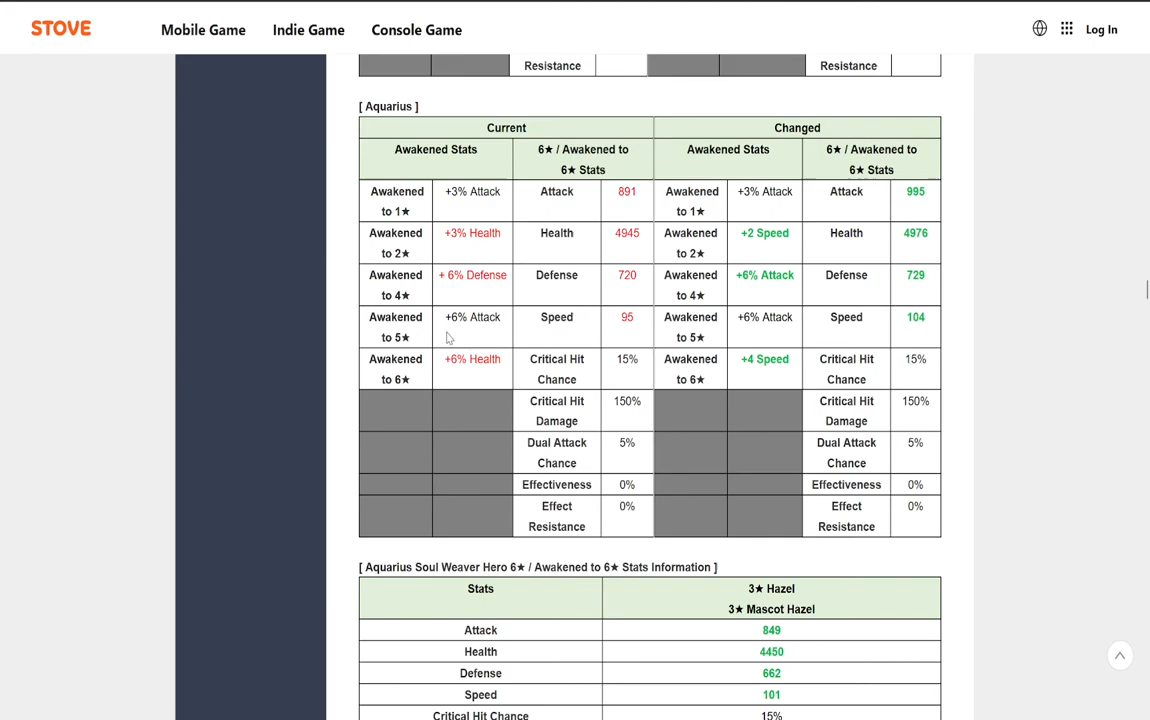 STOVE Mobile Game Indie Game Console Game Log In
Resistance Resistance
[ Aquarius ]
Current Changed
Awakened Stats 6★ / Awakened to Awakened Stats 6★ / Awakened to
6★ Stats 6★ Stats
Awakened +3% Attack Attack 891 Awakened +3% Attack Attack 995
to 1★ to 1★
Awakened +3% Health Health 4945 Awakened +2 Speed Health 4976
to 2★ to 2★
Awakened + 6% Defense Defense 720 Awakened +6% Attack Defense 729
to 4★ to 4★
Awakened +6% Attack Speed 95 Awakened +6% Attack Speed 104
to 5★ to 5★
Awakened +6% Health Critical Hit 15% Awakened +4 Speed Critical Hit 15%
to 6★ Chance to 6★ Chance
Critical Hit 150% Critical Hit 150%
Damage Damage
Dual Attack 5% Dual Attack 5%
Chance Chance
Effectiveness 0% Effectiveness 0%
Effect 0% Effect 0%
Resistance Resistance
[ Aquarius Soul Weaver Hero 6★ / Awakened to 6★ Stats Information ]
Stats 3★ Hazel
3★ Mascot Hazel
Attack 849
Health 4450
Defense 662
Speed 101
Critical Hit Chance 15%